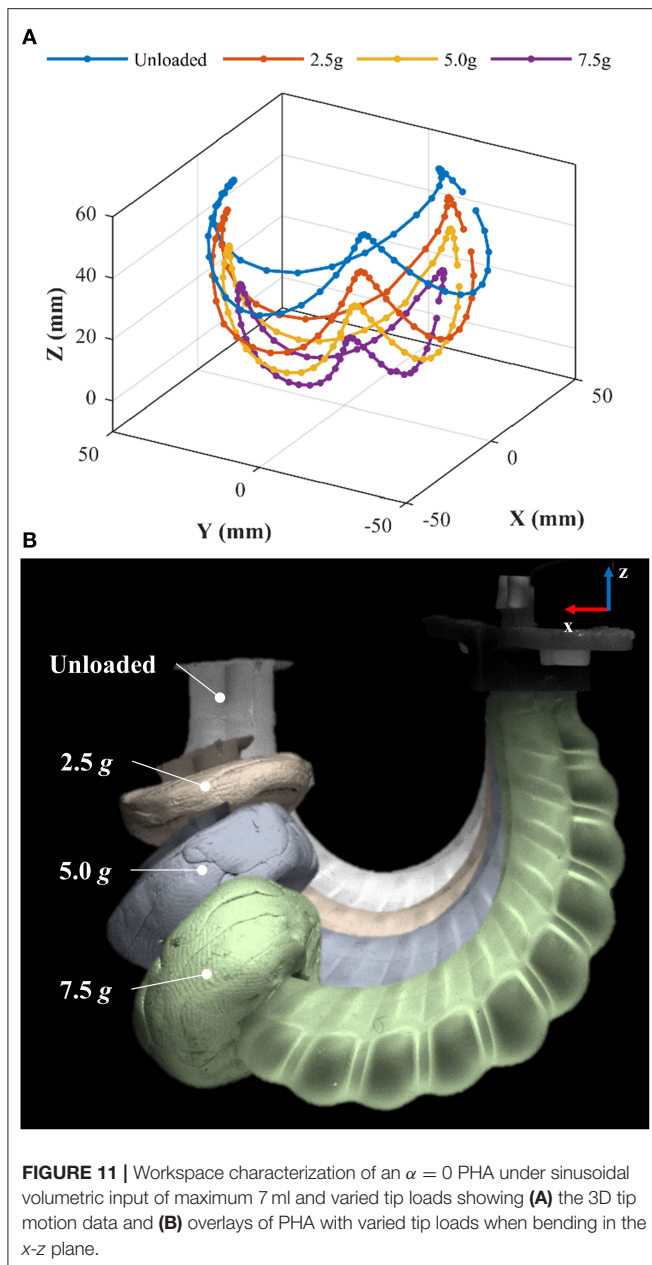 A
Unloaded 2.5g 5.0g 7.5g
60
40
20
0
Z (mm)
50
0
-50
Y (mm)
-50
0
50
X (mm)
B
z
x
Unloaded
2.5 g
5.0 g
7.5 g
FIGURE 11 | Workspace characterization of an α = 0 PHA under sinusoidal
volumetric input of maximum 7 ml and varied tip loads showing (A) the 3D tip
motion data and (B) overlays of PHA with varied tip loads when bending in the
x-z plane.